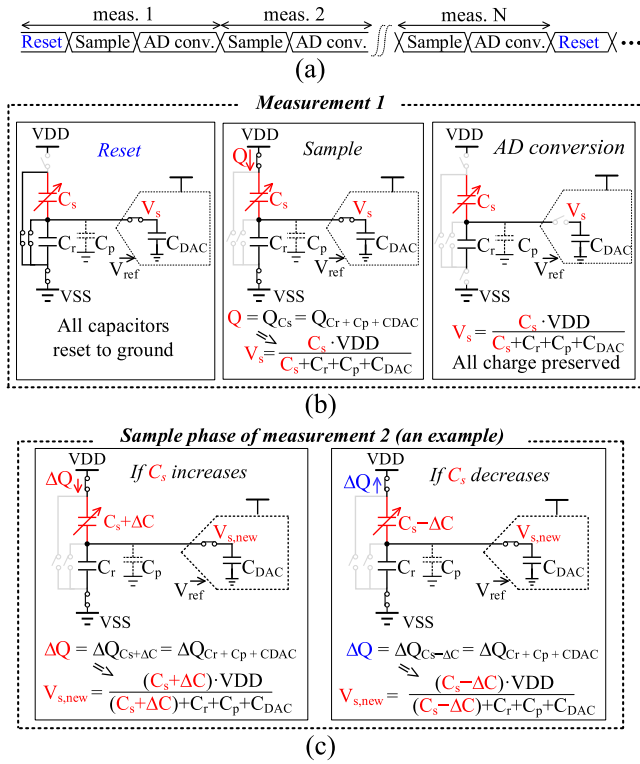 meas. 1 meas. 2 meas. N
Reset Sample AD conv. Sample AD conv. Sample AD conv. Reset •••
(a)
Measurement 1
VDD Reset
Cs
Vs
Cr Cp CDAC
Vref
VSS
All capacitors
reset to ground
VDD Sample
Q
Cs
Vs
Cr Cp CDAC
Vref
VSS
Q = QCs = QCr + Cp + CDAC
Vs = Cs ·VDD
Cs+Cr+Cp+CDAC
VDD AD conversion
Cs
Vs
Cr Cp CDAC
Vref
VSS
Vs = Cs ·VDD
Cs+Cr+Cp+CDAC
All charge preserved
(b)
Sample phase of measurement 2 (an example)
VDD If Cs increases
ΔQ
Cs+ΔC
Vs,new
Cr Cp CDAC
Vref
VSS
ΔQ = ΔQCs+ΔC = ΔQCr + Cp + CDAC
Vs,new = (Cs+ΔC)·VDD
(Cs+ΔC)+Cr+Cp+CDAC
VDD If Cs decreases
ΔQ
Cs−ΔC
Vs,new
Cr Cp CDAC
Vref
VSS
ΔQ = ΔQCs−ΔC = ΔQCr + Cp + CDAC
Vs,new = (Cs−ΔC)·VDD
(Cs−ΔC)+Cr+Cp+CDAC
(c)